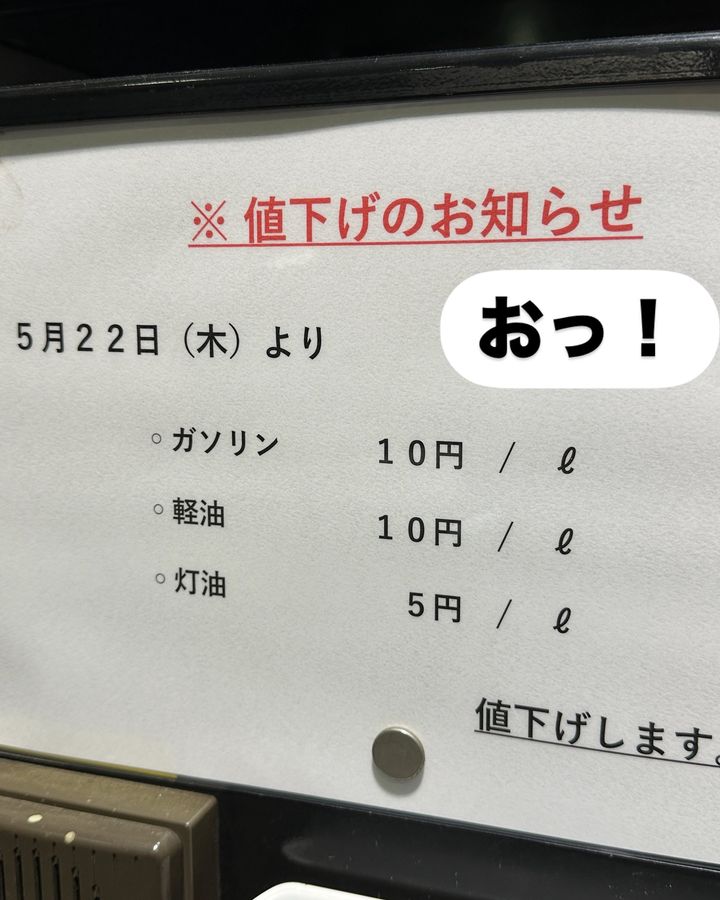 ※ 値下げのお知らせ
おっ！
５月２２日（木）より
○ ガソリン　１０円　/　ℓ
○ 軽油　１０円　/　ℓ
○ 灯油　５円　/　ℓ
値下げします。